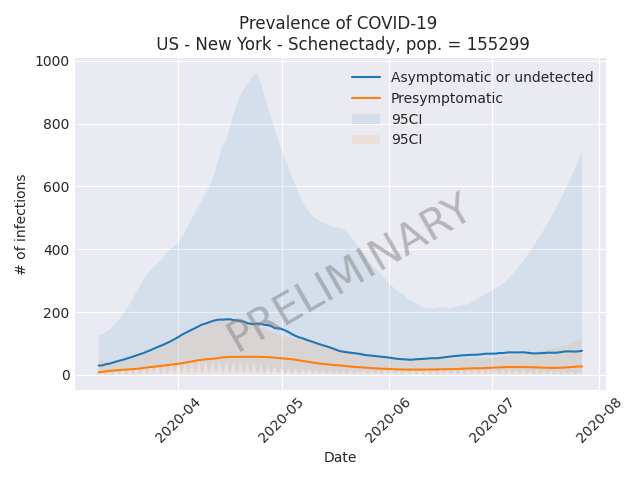 Prevalence of COVID-19
US - New York - Schenectady, pop. = 155299
Asymptomatic or undetected
Presymptomatic
95CI
95CI
PRELIMINARY
# of infections
1000
800
600
400
200
0
2020-04
2020-05
2020-06
2020-07
2020-08
Date